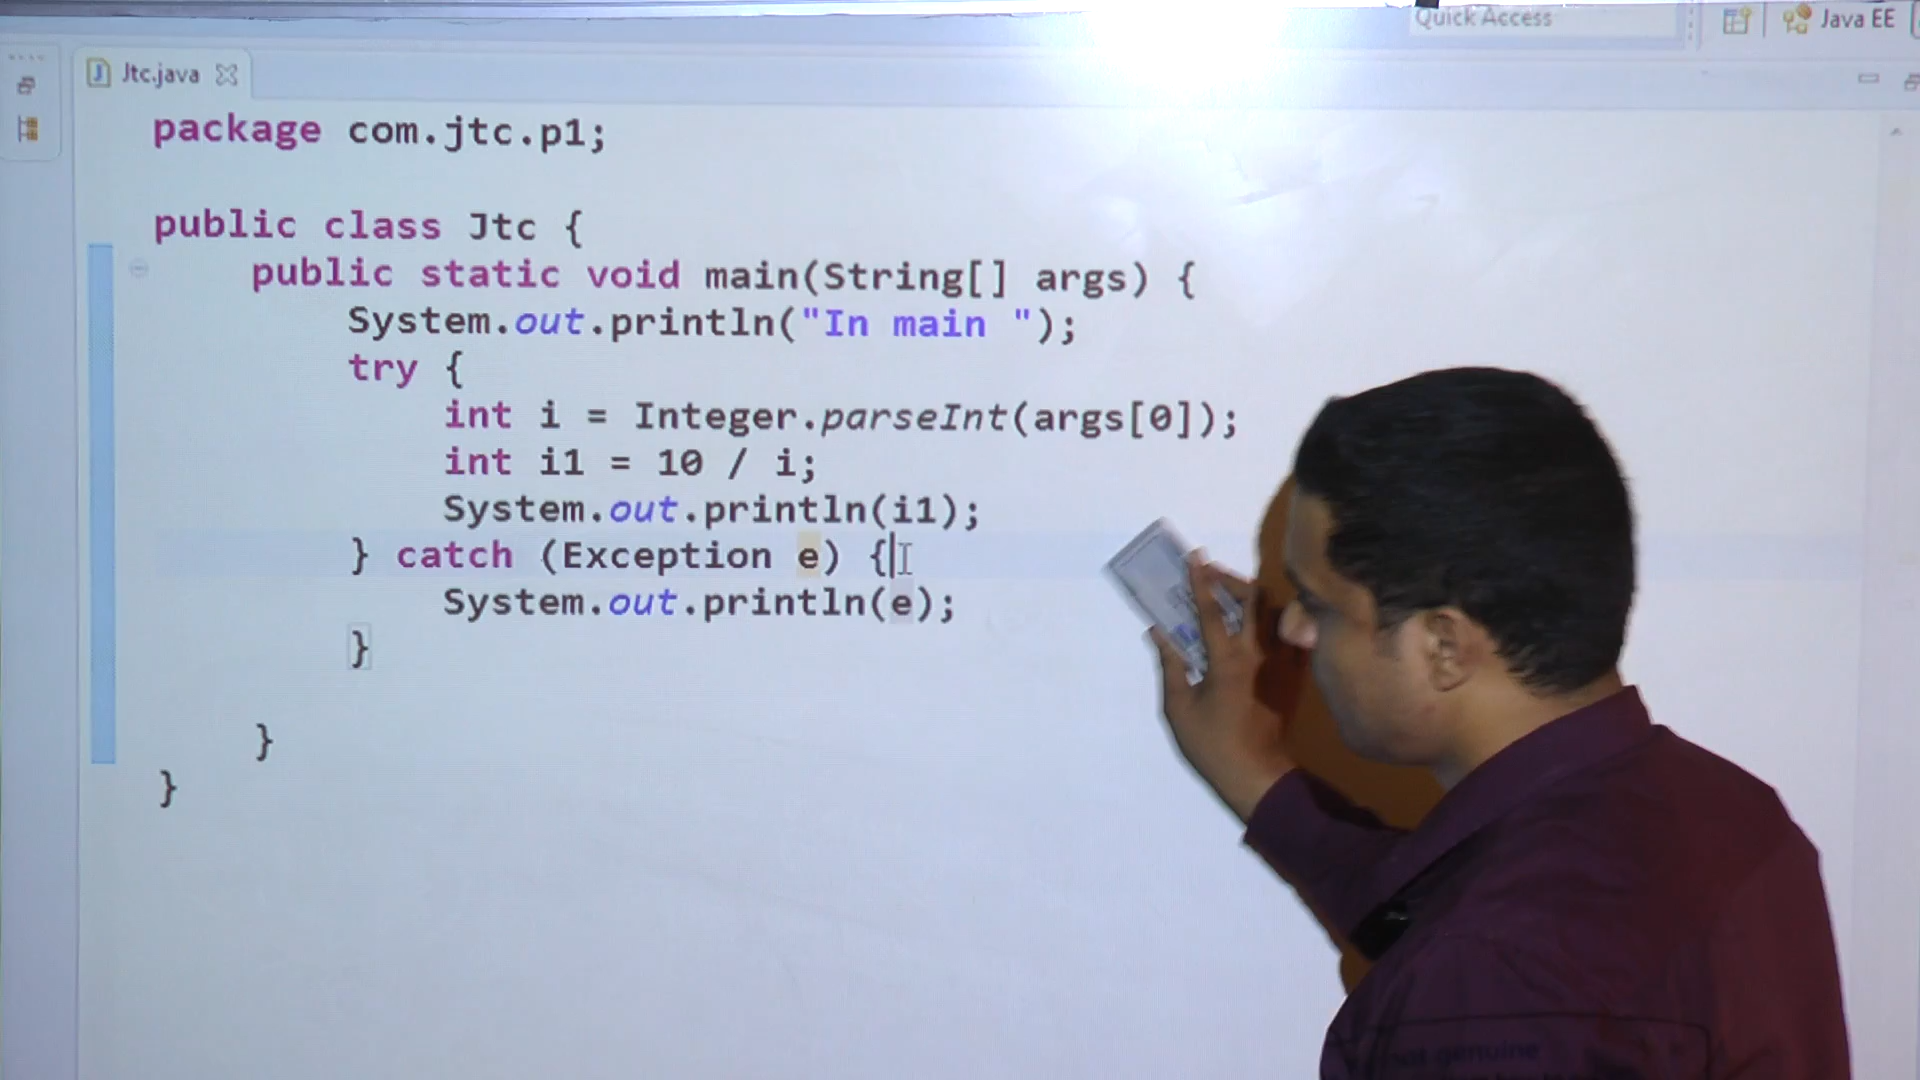 Quick Access
Java EE
Jtc.java
package com.jtc.p1;
public class Jtc {
public static void main(String[] args) {
System.out.println("In main ");
try {
int i = Integer.parseInt(args[0]);
int i1 = 10 / i;
System.out.println(i1);
} catch (Exception e) {
System.out.println(e);
}
}
}
genuine